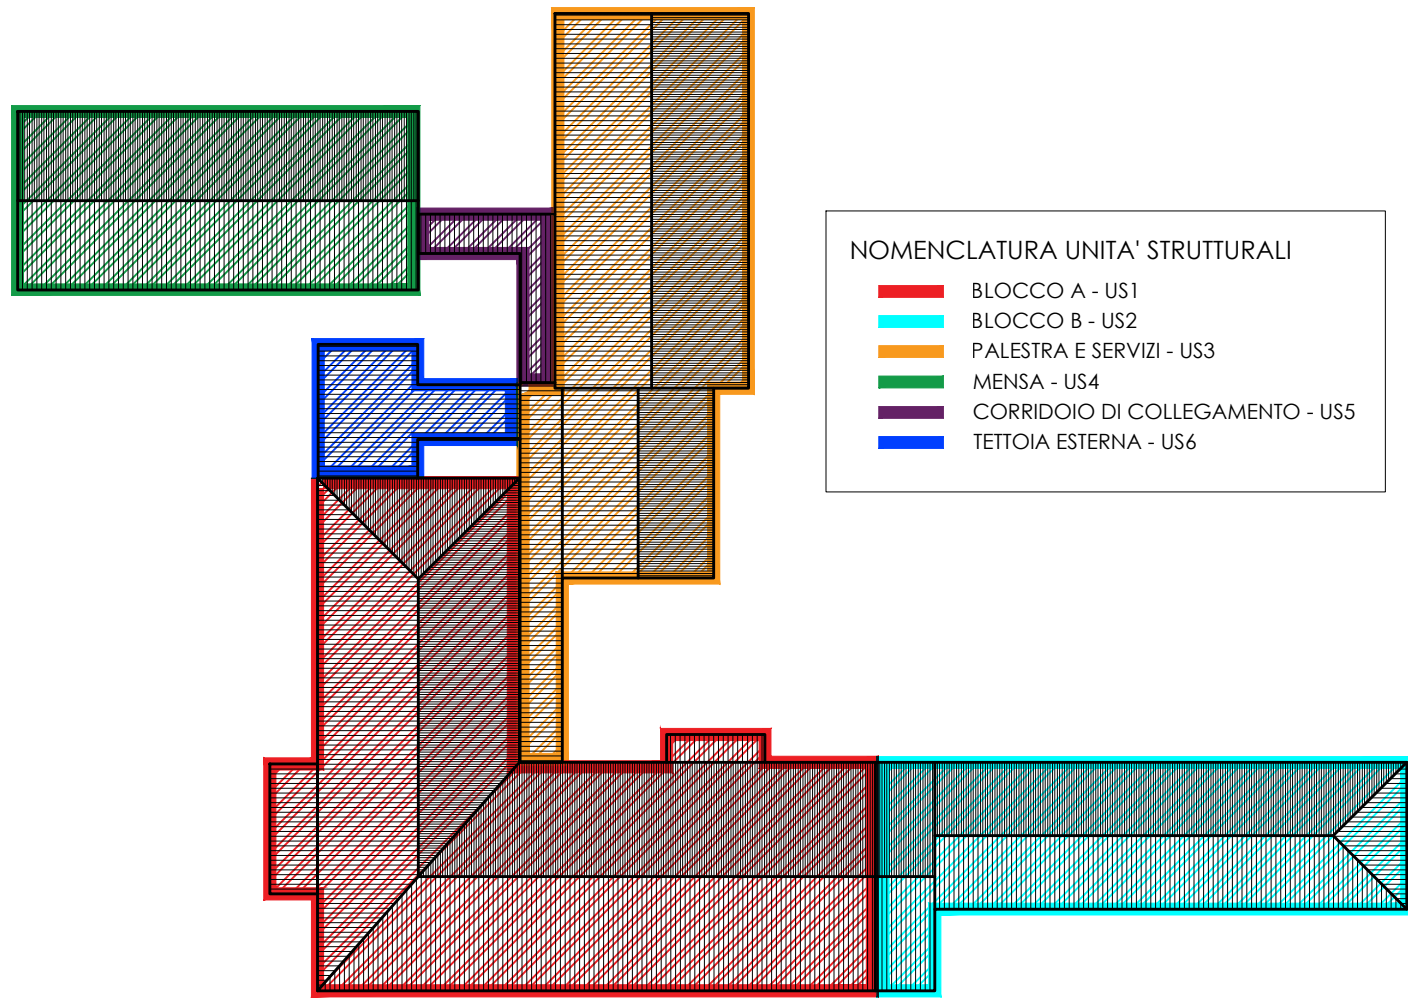 NOMENCLATURA UNITA' STRUTTURALI
BLOCCO A - US1
BLOCCO B - US2
PALESTRA E SERVIZI - US3
MENSA - US4
CORRIDOIO DI COLLEGAMENTO - US5
TETTOIA ESTERNA - US6